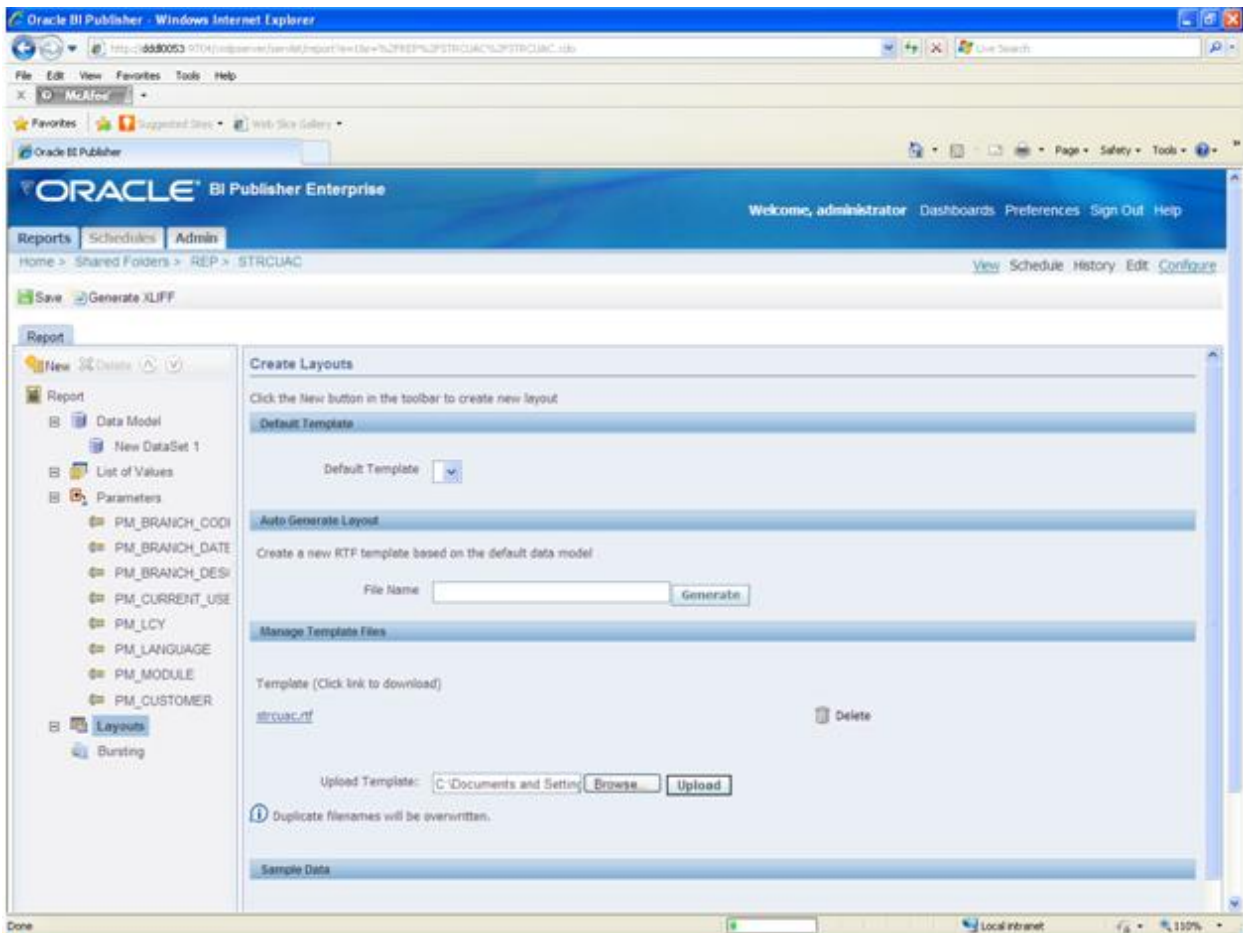 Oracle BI Publisher - Windows Internet Explorer
Live Search
File Edit View Favorites Tools Help
X McAfee
Favorites Suggested Sites Web Slice Gallery
Oracle BI Publisher Page Safety Tools
ORACLE BI Publisher Enterprise
Welcome, administrator Dashboards Preferences Sign Out Help
Reports Schedules Admin
Home > Shared Folders > REP > STRCUAC View Schedule History Edit Configure
Save Generate XLIFF
Report
New Delete
Report
Data Model
New DataSet 1
List of Values
Parameters
PM_BRANCH_CODI
PM_BRANCH_DATE
PM_BRANCH_DESI
PM_CURRENT_USE
PM_LCY
PM_LANGUAGE
PM_MODULE
PM_CUSTOMER
Layouts
Bursting
Create Layouts
Click the New button in the toolbar to create new layout
Default Template
Default Template
Auto Generate Layout
Create a new RTF template based on the default data model
File Name Generate
Manage Template Files
Template (Click link to download)
strcuac.rtf Delete
Upload Template: C:\Documents and Setting Browse... Upload
Duplicate filenames will be overwritten.
Sample Data
Done Local intranet 110%